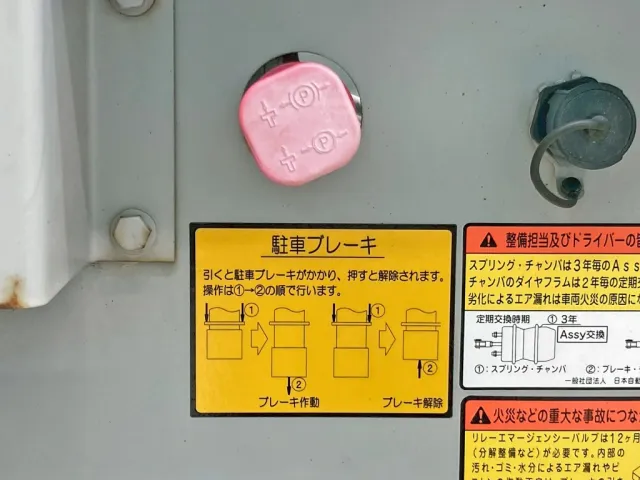 P
P
駐車ブレーキ
引くと駐車ブレーキがかかり、押すと解除されます。
操作は①→②の順で行います。
① ①
② ②
ブレーキ作動 ブレーキ解除
整備担当及びドライバーの
スプリング・チャンバは3年毎のAss
チャンバのダイヤフラムは2年毎の定期
劣化によるエア漏れは車両火災の原因に
定期交換時期 ① 3年
Assy交換
①：スプリング・チャンバ ②：ブレーキ・
一般社団法人 日本自動
火災などの重大な事故につな
リレーエマージェンシーバルブは12ヶ月
(分解整備など)が必要です。内部の
汚れ・ゴミ・水分によるエア漏れやピ